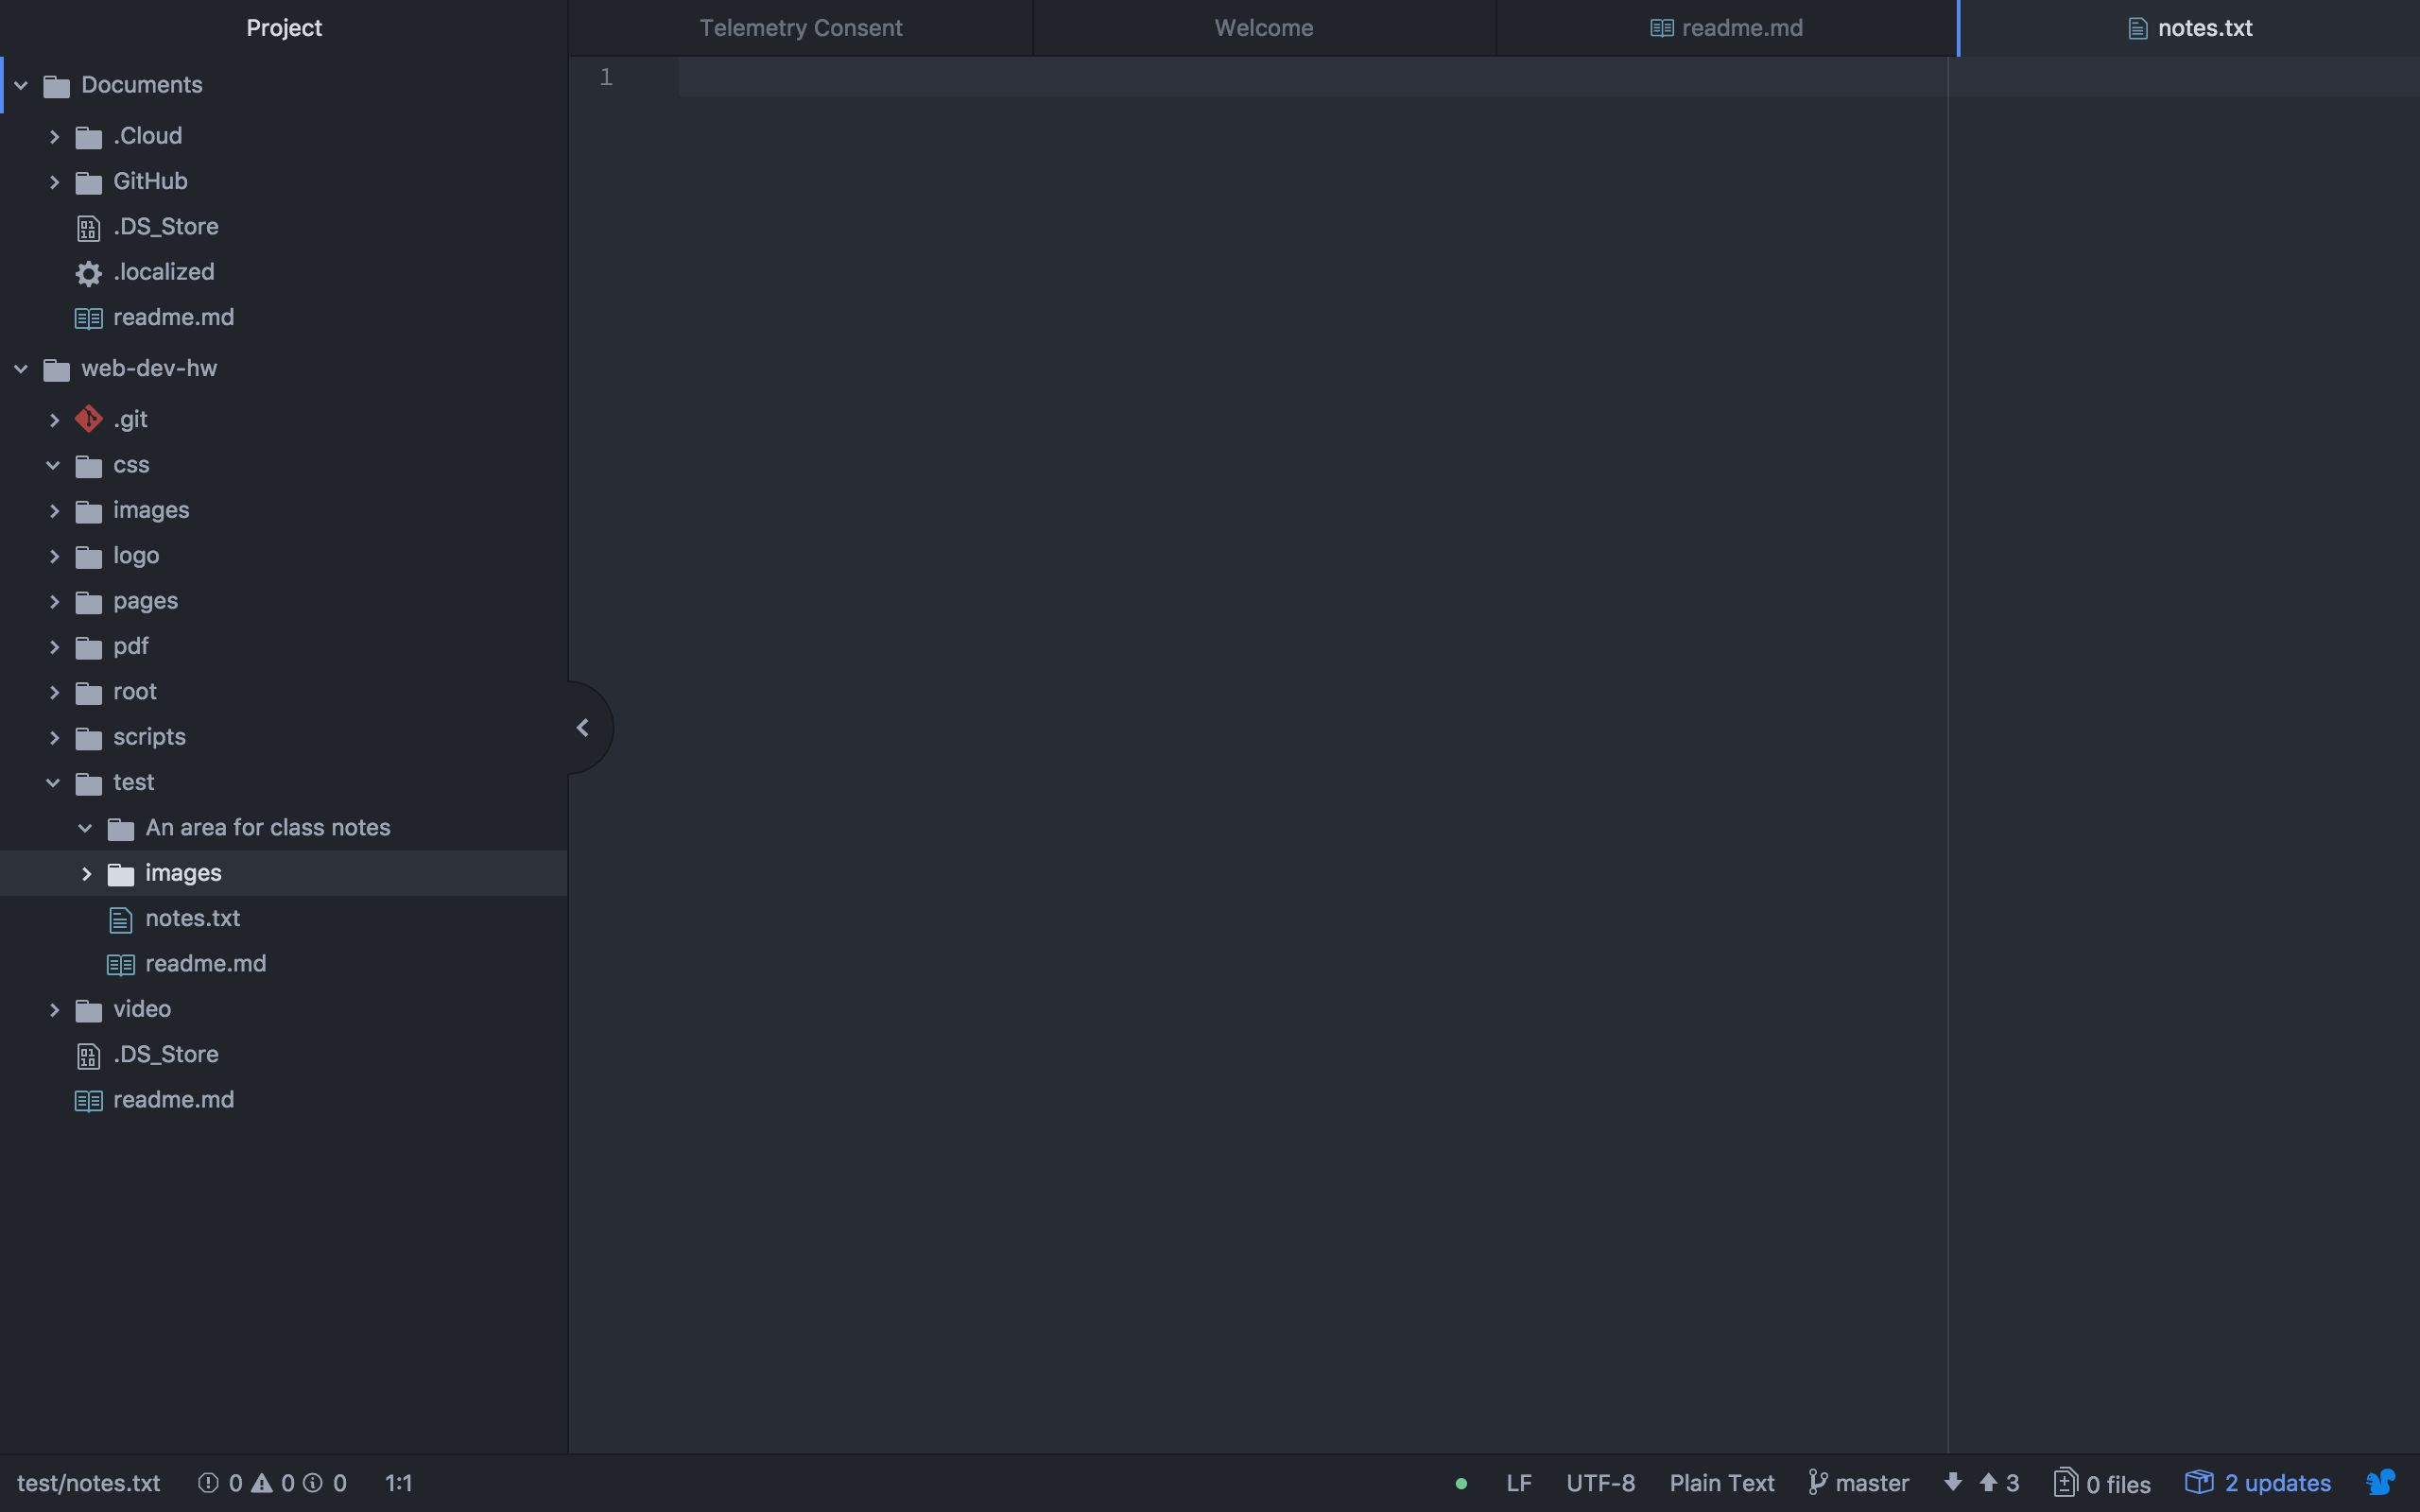 Project
Telemetry Consent
Welcome
readme.md
notes.txt
Documents
.Cloud
GitHub
.DS_Store
.localized
readme.md
web-dev-hw
.git
css
images
logo
pages
pdf
root
scripts
test
An area for class notes
images
notes.txt
readme.md
video
.DS_Store
readme.md
1
test/notes.txt 0 0 0 1:1 LF UTF-8 Plain Text master 3 0 files 2 updates